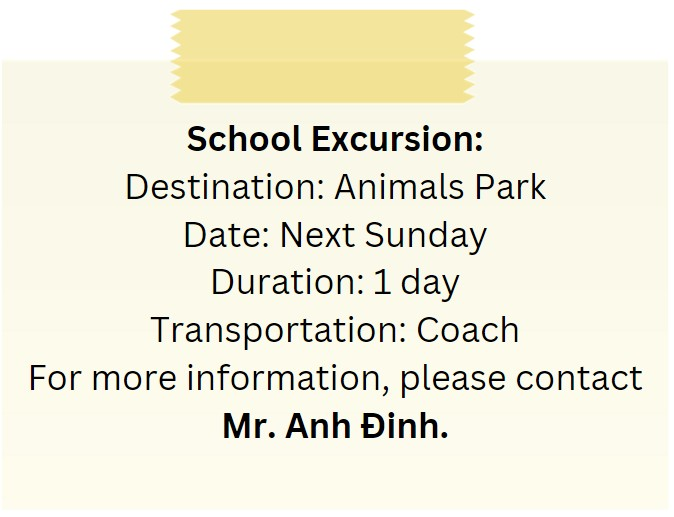 School Excursion:
Destination: Animals Park
Date: Next Sunday
Duration: 1 day
Transportation: Coach
For more information, please contact
Mr. Anh Đinh.